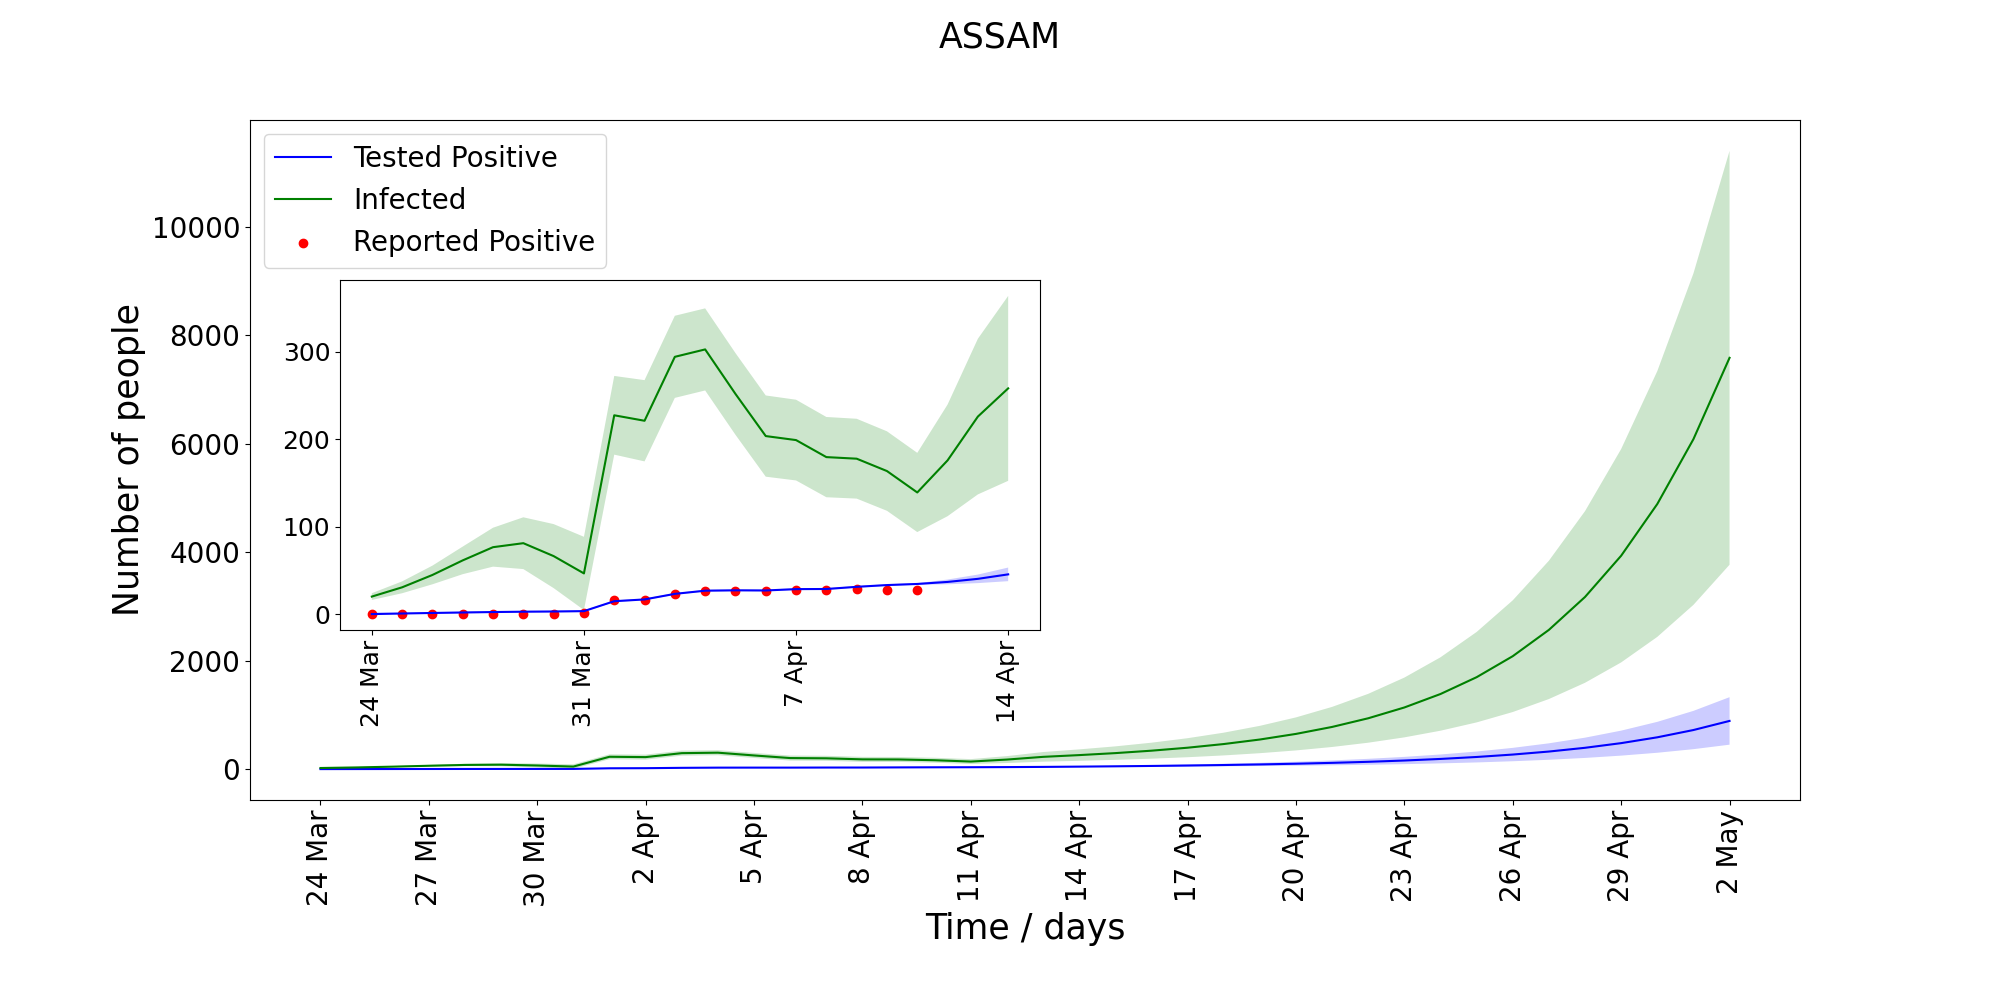 ASSAM
Tested Positive
Infected
Reported Positive
Number of people
10000
8000
6000
4000
2000
0
300
200
100
0
24 Mar
31 Mar
7 Apr
14 Apr
24 Mar
27 Mar
30 Mar
2 Apr
5 Apr
8 Apr
11 Apr
14 Apr
17 Apr
20 Apr
23 Apr
26 Apr
29 Apr
2 May
Time / days